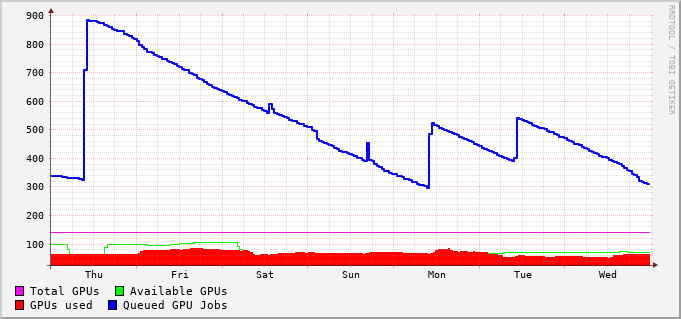 900
800
700
600
500
400
300
200
100
Thu Fri Sat Sun Mon Tue Wed
Total GPUs Available GPUs
GPUs used Queued GPU Jobs
RRDTOOL / TOBI OETIKER